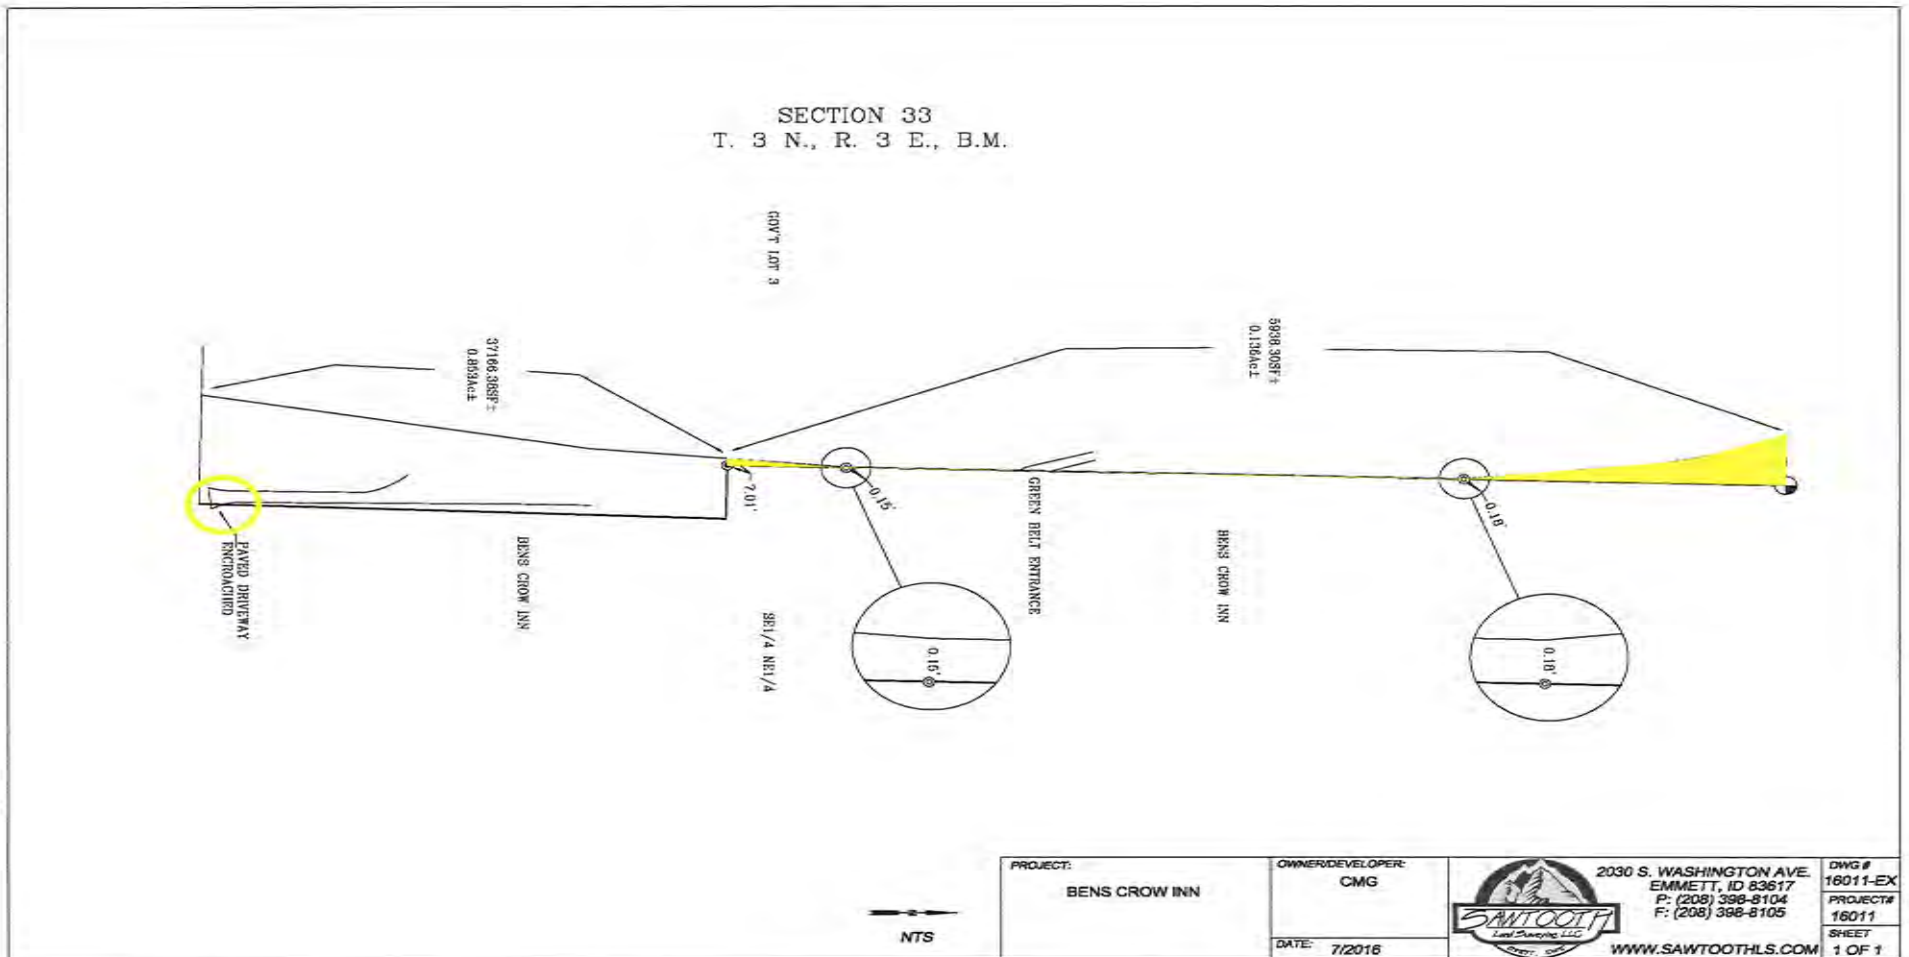 SECTION 33
T. 3 N., R. 3 E., B.M.
GOV'T LOT 3
37166.38SF±
0.853Ac±
5938.30SF±
0.136Ac±
7.01'
0.15'
0.18'
GREEN BELT ENTRANCE
BENS CROW INN
PAVED DRIVEWAY
ENCROACHED
BENS CROW INN
SE1/4 NE1/4
0.15'
0.18'
PROJECT:
BENS CROW INN
OWNER/DEVELOPER:
CMG
DATE: 7/2016
SAWTOOTH
Land Surveying, LLC
2030 S. WASHINGTON AVE.
EMMETT, ID 83617
P: (208) 398-8104
F: (208) 398-8105
WWW.SAWTOOTHLS.COM
DWG #
16011-EX
PROJECT#
16011
SHEET
1 OF 1
N
NTS